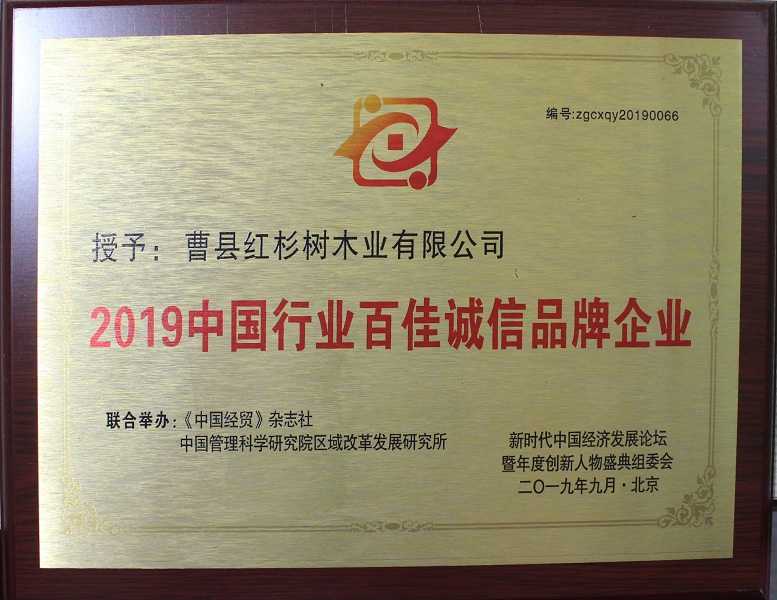 编号:zgcxqy20190066
授予：曹县红杉树木业有限公司
2019中国行业百佳诚信品牌企业
联合举办：《中国经贸》杂志社
中国管理科学研究院区域改革发展研究所
新时代中国经济发展论坛
暨年度创新人物盛典组委会
二〇一九年九月·北京